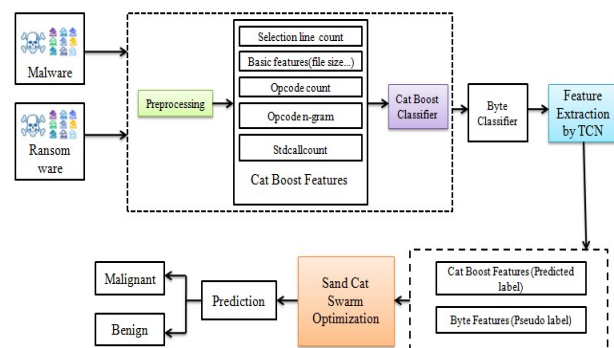 Malware
Ransom
ware
Preprocessing
Selection line count
Basic features(file size...)
Opcode count
Opcode n-gram
Stdcallcount
Cat Boost Features
Cat Boost
Classifier
Byte
Classifier
Feature
Extraction
by TCN
Cat Boost Features (Predicted
label)
Byte Features (Pseudo label)
Sand Cat
Swarm
Optimization
Prediction
Malignant
Benign